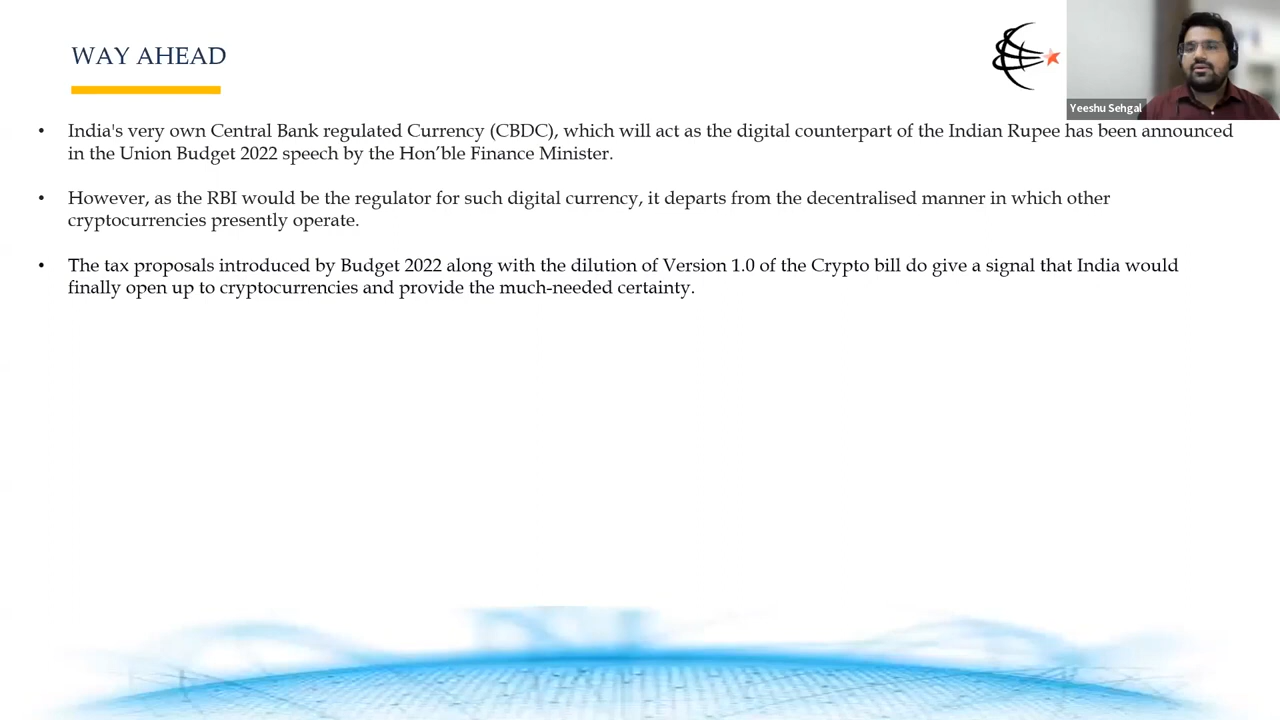 WAY AHEAD
Yeeshu Sehgal
• India's very own Central Bank regulated Currency (CBDC), which will act as the digital counterpart of the Indian Rupee has been announced
in the Union Budget 2022 speech by the Hon’ble Finance Minister.
• However, as the RBI would be the regulator for such digital currency, it departs from the decentralised manner in which other
cryptocurrencies presently operate.
• The tax proposals introduced by Budget 2022 along with the dilution of Version 1.0 of the Crypto bill do give a signal that India would
finally open up to cryptocurrencies and provide the much-needed certainty.